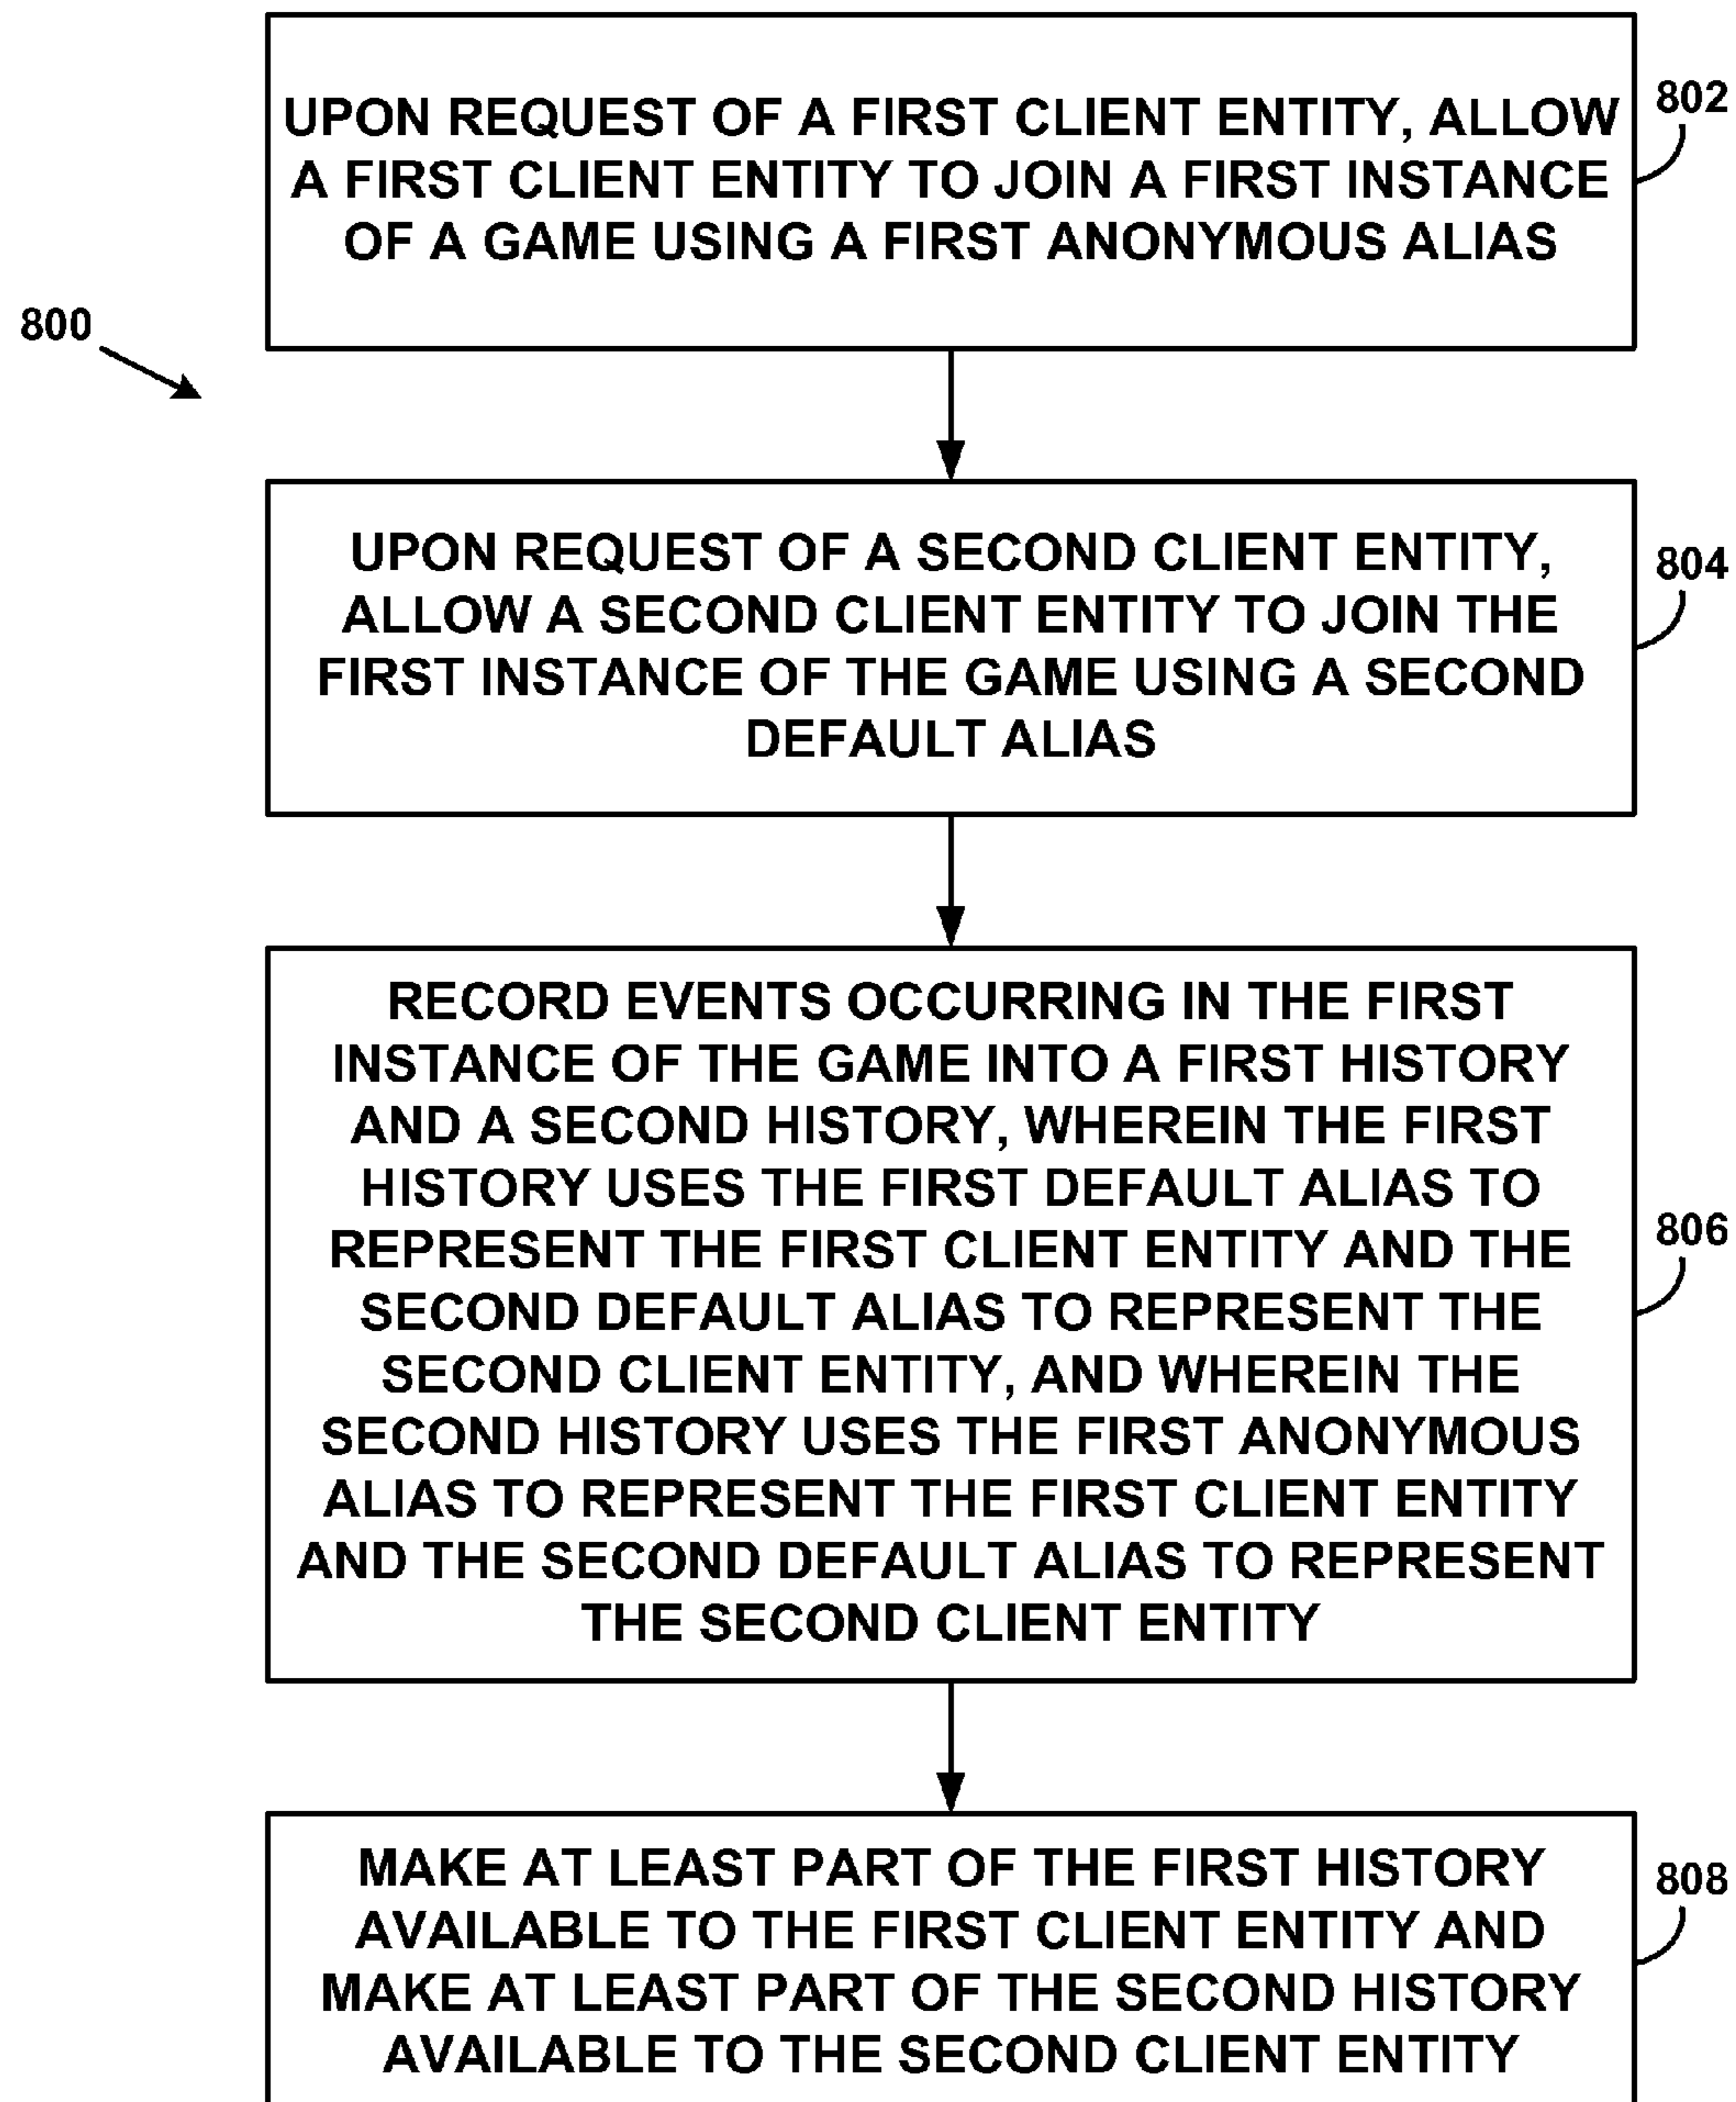 UPON REQUEST OF A FIRST CLIENT ENTITY, ALLOW
A FIRST CLIENT ENTITY TO JOIN A FIRST INSTANCE
OF A GAME USING A FIRST ANONYMOUS ALIAS
802
800
UPON REQUEST OF A SECOND CLIENT ENTITY,
ALLOW A SECOND CLIENT ENTITY TO JOIN THE
FIRST INSTANCE OF THE GAME USING A SECOND
DEFAULT ALIAS
804
RECORD EVENTS OCCURRING IN THE FIRST
INSTANCE OF THE GAME INTO A FIRST HISTORY
AND A SECOND HISTORY, WHEREIN THE FIRST
HISTORY USES THE FIRST DEFAULT ALIAS TO
REPRESENT THE FIRST CLIENT ENTITY AND THE
SECOND DEFAULT ALIAS TO REPRESENT THE
SECOND CLIENT ENTITY, AND WHEREIN THE
SECOND HISTORY USES THE FIRST ANONYMOUS
ALIAS TO REPRESENT THE FIRST CLIENT ENTITY
AND THE SECOND DEFAULT ALIAS TO REPRESENT
THE SECOND CLIENT ENTITY
806
MAKE AT LEAST PART OF THE FIRST HISTORY
AVAILABLE TO THE FIRST CLIENT ENTITY AND
MAKE AT LEAST PART OF THE SECOND HISTORY
AVAILABLE TO THE SECOND CLIENT ENTITY
808